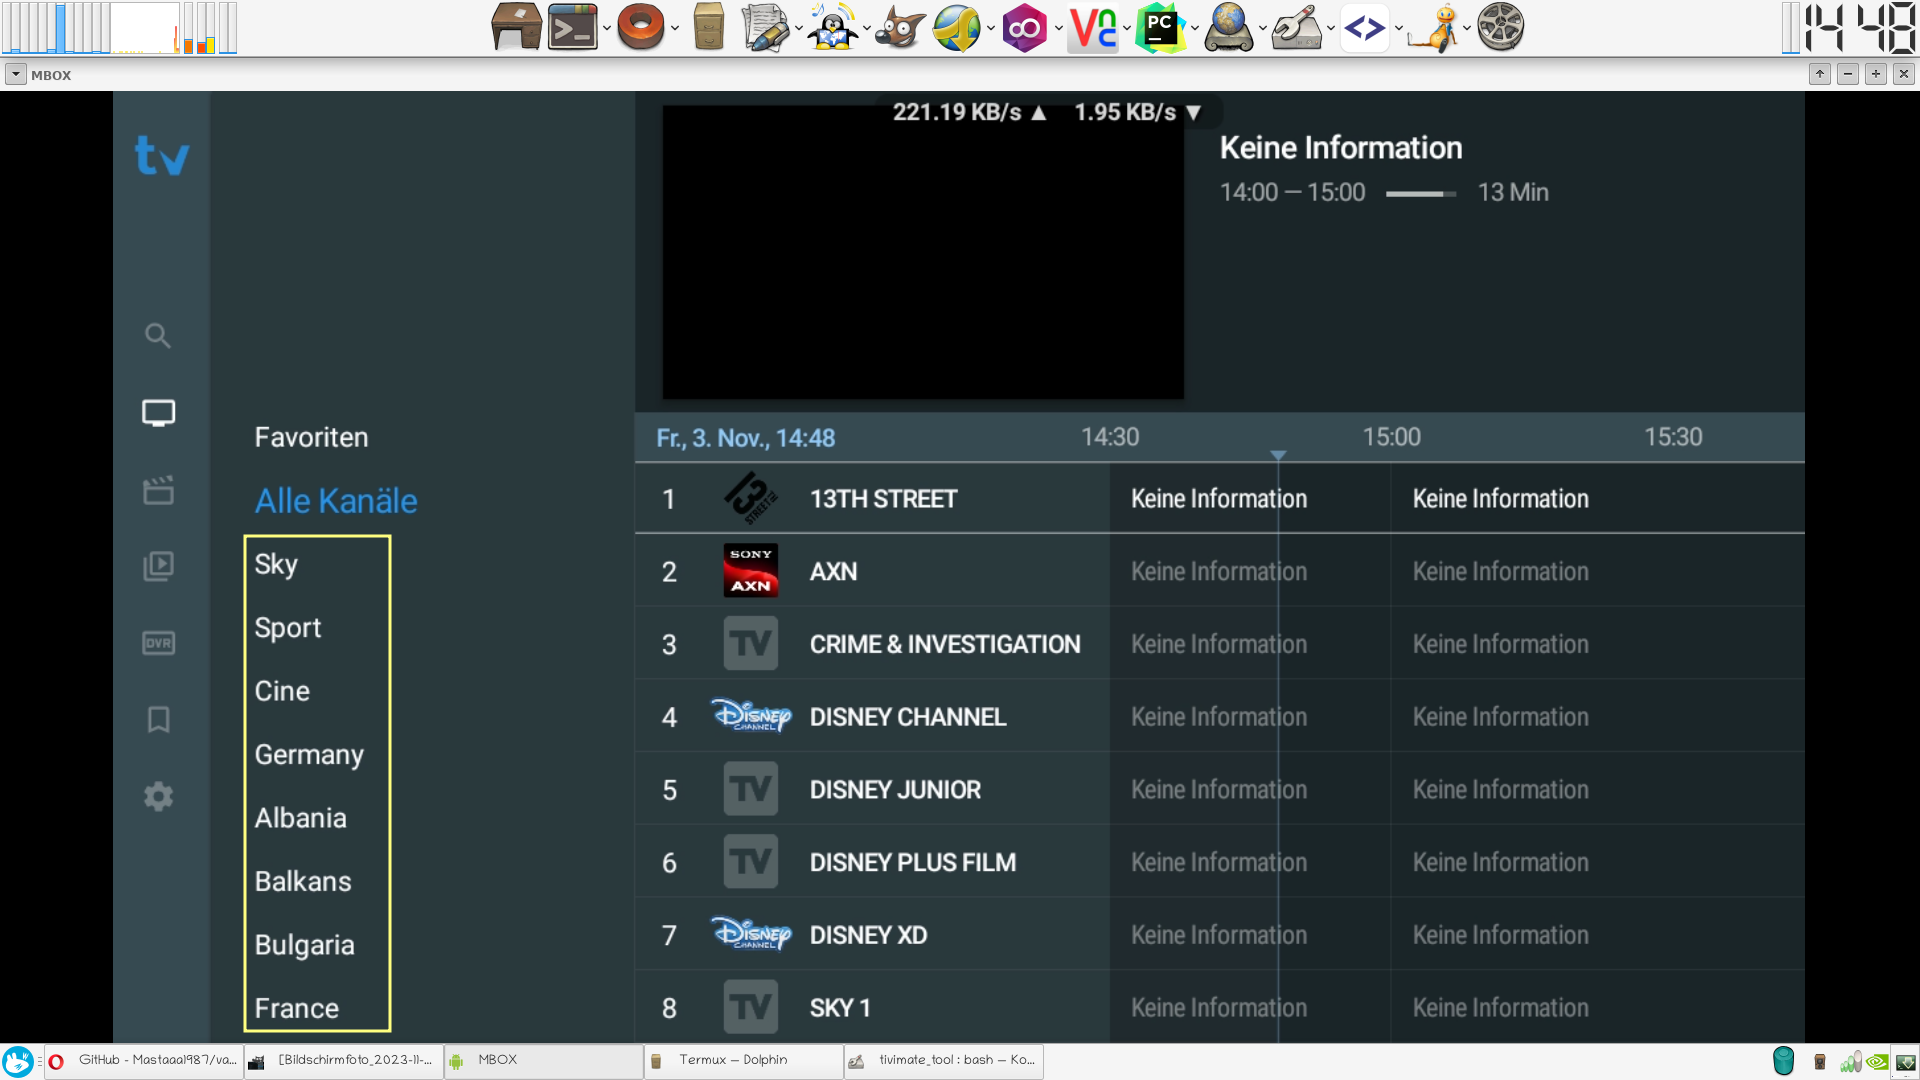 14 48
MBOX
221.19 KB/s ▲ 1.95 KB/s ▼
tv
Keine Information
14:00 — 15:00 13 Min
Favoriten
Alle Kanäle
Sky
Sport
Cine
Germany
Albania
Balkans
Bulgaria
France
DVR
Fr., 3. Nov., 14:48 14:30 15:00 15:30
1 13TH STREET Keine Information Keine Information
2 SONY AXN AXN Keine Information Keine Information
3 TV CRIME & INVESTIGATION Keine Information Keine Information
4 Disney CHANNEL DISNEY CHANNEL Keine Information Keine Information
5 TV DISNEY JUNIOR Keine Information Keine Information
6 TV DISNEY PLUS FILM Keine Information Keine Information
7 Disney CHANNEL DISNEY XD Keine Information Keine Information
8 TV SKY 1 Keine Information Keine Information
GitHub - Mastaaa1987/va... [Bildschirmfoto_2023-11-... MBOX Termux — Dolphin tivimate_tool : bash — Ko...